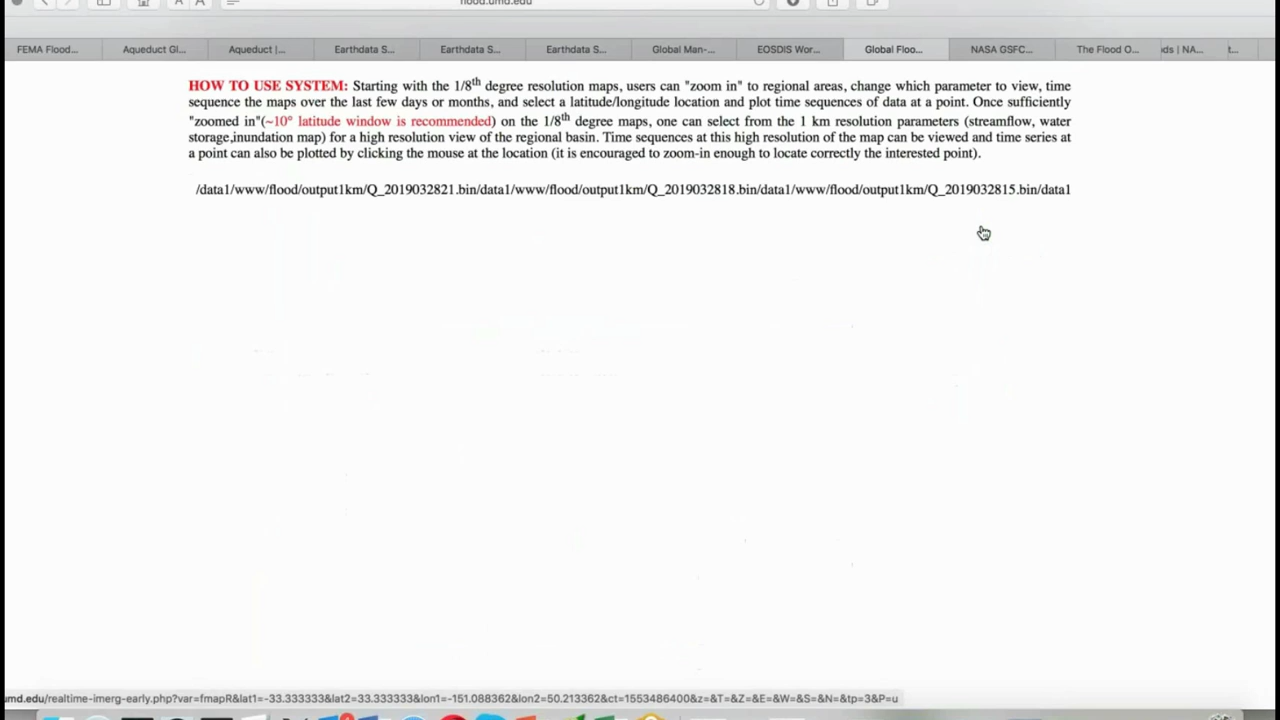 flood.umd.edu
FEMA Flood... Aqueduct Gl... Aqueduct |... Earthdata S... Earthdata S... Earthdata S... Global Man-... EOSDIS Wor... Global Floo... NASA GSFC... The Flood O... ds | NA... t...
HOW TO USE SYSTEM: Starting with the 1/8th degree resolution maps, users can "zoom in" to regional areas, change which parameter to view, time
sequence the maps over the last few days or months, and select a latitude/longitude location and plot time sequences of data at a point. Once sufficiently
"zoomed in"(~10° latitude window is recommended) on the 1/8th degree maps, one can select from the 1 km resolution parameters (streamflow, water
storage,inundation map) for a high resolution view of the regional basin. Time sequences at this high resolution of the map can be viewed and time series at
a point can also be plotted by clicking the mouse at the location (it is encouraged to zoom-in enough to locate correctly the interested point).
/data1/www/flood/output1km/Q_2019032821.bin/data1/www/flood/output1km/Q_2019032818.bin/data1/www/flood/output1km/Q_2019032815.bin/data1
umd.edu/realtime-imerg-early.php?var=fmapR&lat1=-33.333333&lat2=33.333333&lon1=-151.088362&lon2=50.213362&ct=1553486400&z=&T=&Z=&E=&W=&S=&N=&tp=3&P=u